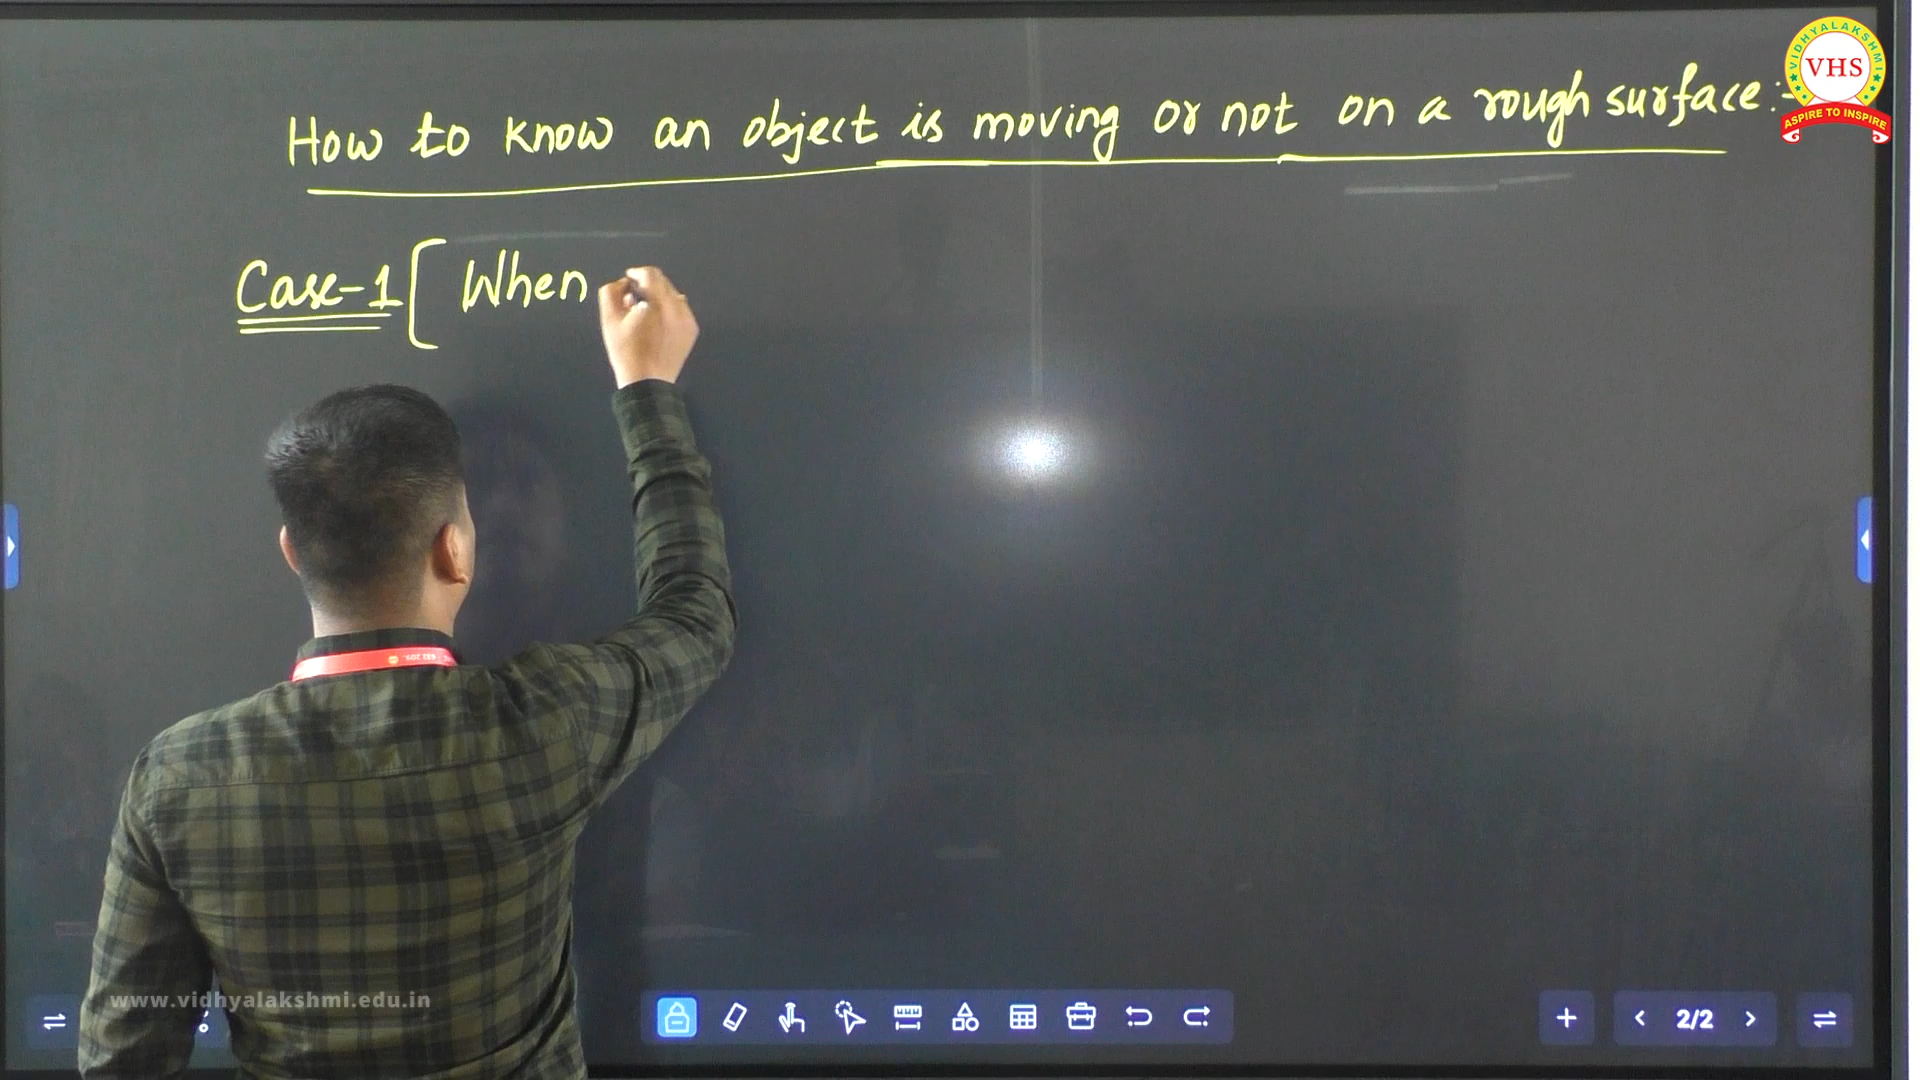 How to know an object is moving or not on a rough surface:-
VIDHYALAKSHMI
VHS
ASPIRE TO INSPIRE
Case-1 [ When
www.vidhyalakshmi.edu.in
2/2